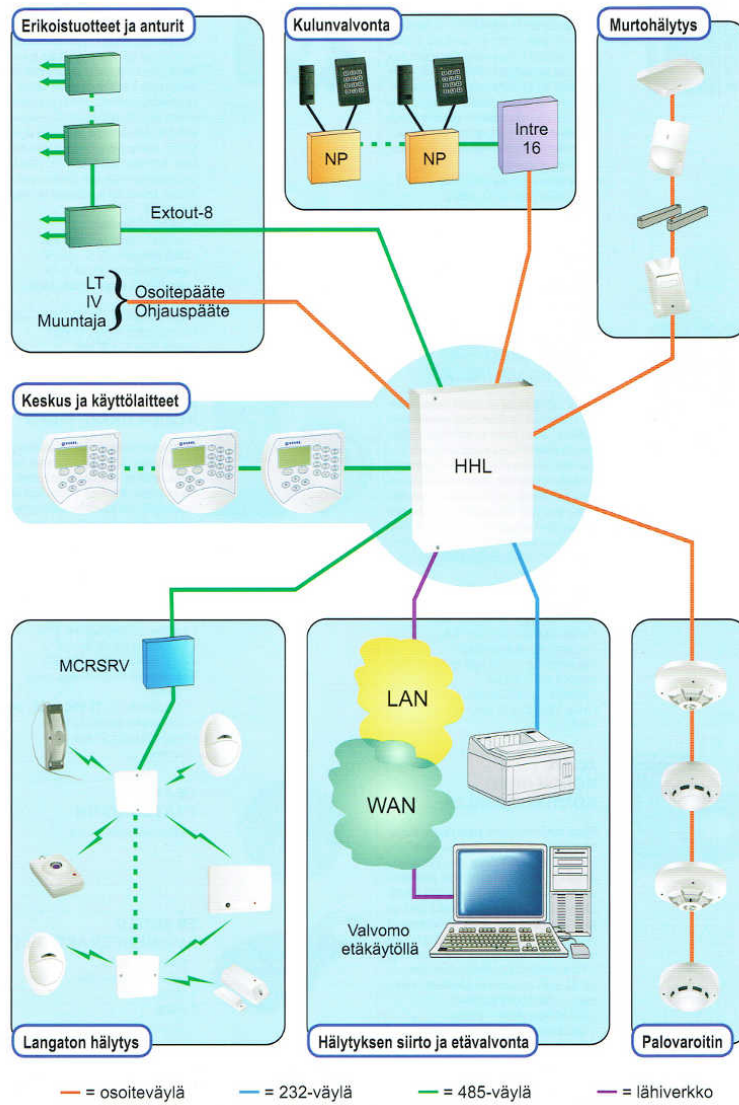 Erikoistuotteet ja anturit
Extout-8
LT
IV
Muuntaja
Osoitepääte
Ohjauspääte
Kulunvalvonta
NP
NP
Intre
16
Murtohälytys
Keskus ja käyttölaitteet
HHL
MCRSRV
Langaton hälytys
LAN
WAN
Valvomo
etäkäytöllä
Hälytyksen siirto ja etävalvonta
Palovaroitin
= osoiteväylä
= 232-väylä
= 485-väylä
= lähiverkko